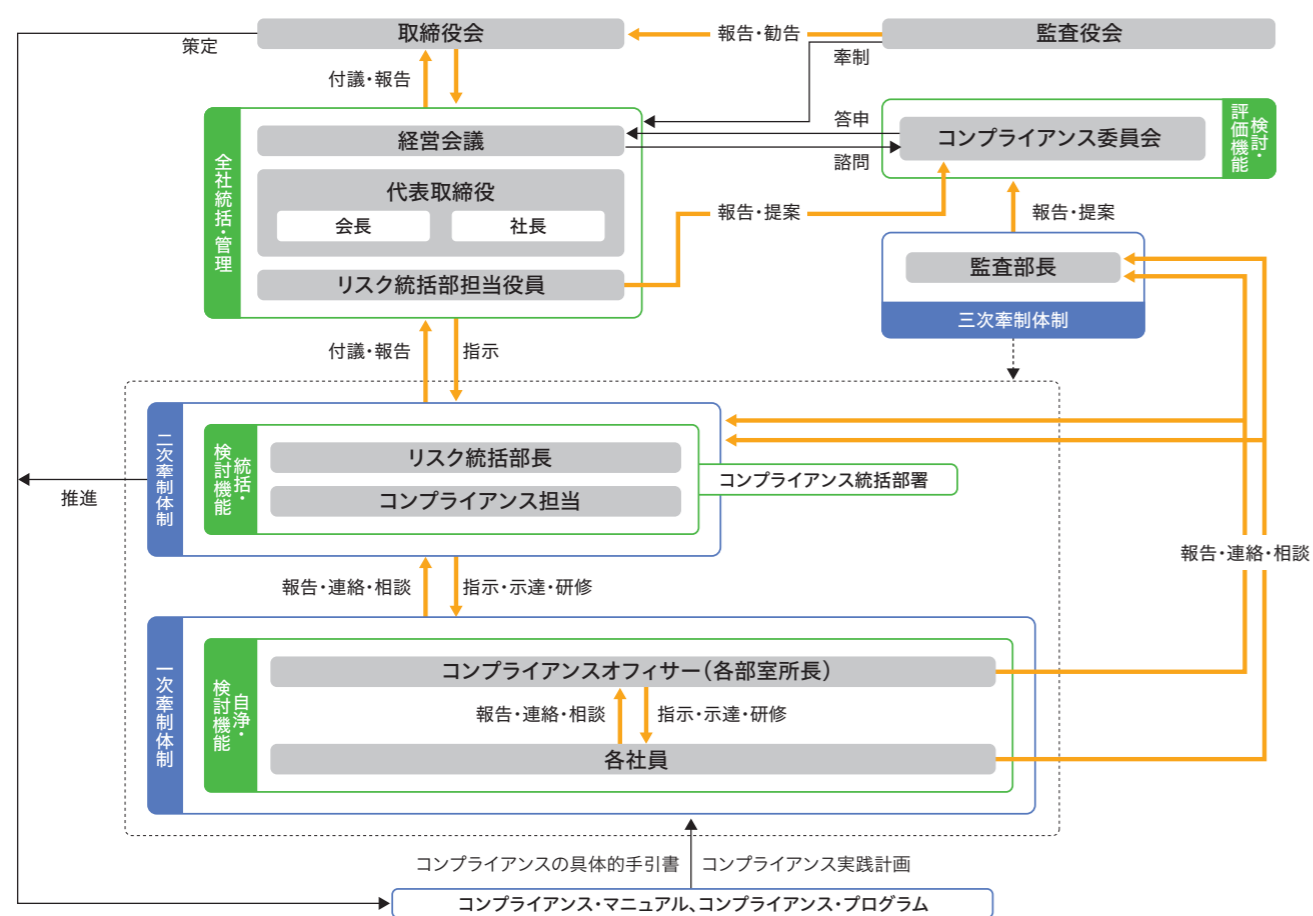 取締役会
報告・勧告
監査役会
策定
牽制
付議・報告
全社統括・管理
経営会議
答申
諮問
コンプライアンス委員会
検討・
評価機能
代表取締役
会長
社長
報告・提案
報告・提案
リスク統括部担当役員
監査部長
三次牽制体制
付議・報告
指示
二次牽制体制
統括・
検討機能
リスク統括部長
コンプライアンス担当
コンプライアンス統括部署
推進
報告・連絡・相談
報告・連絡・相談
指示・示達・研修
一次牽制体制
自浄・
検討機能
コンプライアンスオフィサー（各部室所長）
報告・連絡・相談
指示・示達・研修
各社員
コンプライアンスの具体的手引書
コンプライアンス実践計画
コンプライアンス・マニュアル、コンプライアンス・プログラム